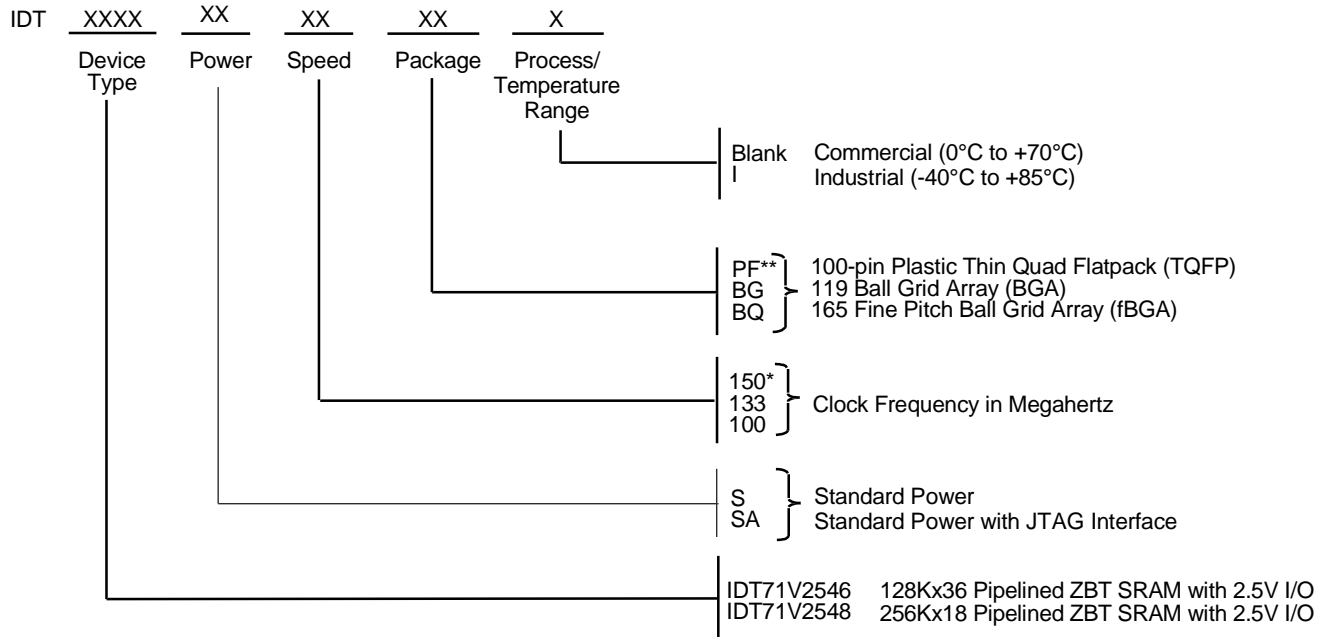 IDT XXXX XX XX XX X
Device Type
Power
Speed
Package
Process/
Temperature
Range
Blank Commercial (0°C to +70°C)
I Industrial (-40°C to +85°C)
PF** 100-pin Plastic Thin Quad Flatpack (TQFP)
BG 119 Ball Grid Array (BGA)
BQ 165 Fine Pitch Ball Grid Array (fBGA)
150*
133 Clock Frequency in Megahertz
100
S Standard Power
SA Standard Power with JTAG Interface
IDT71V2546 128Kx36 Pipelined ZBT SRAM with 2.5V I/O
IDT71V2548 256Kx18 Pipelined ZBT SRAM with 2.5V I/O